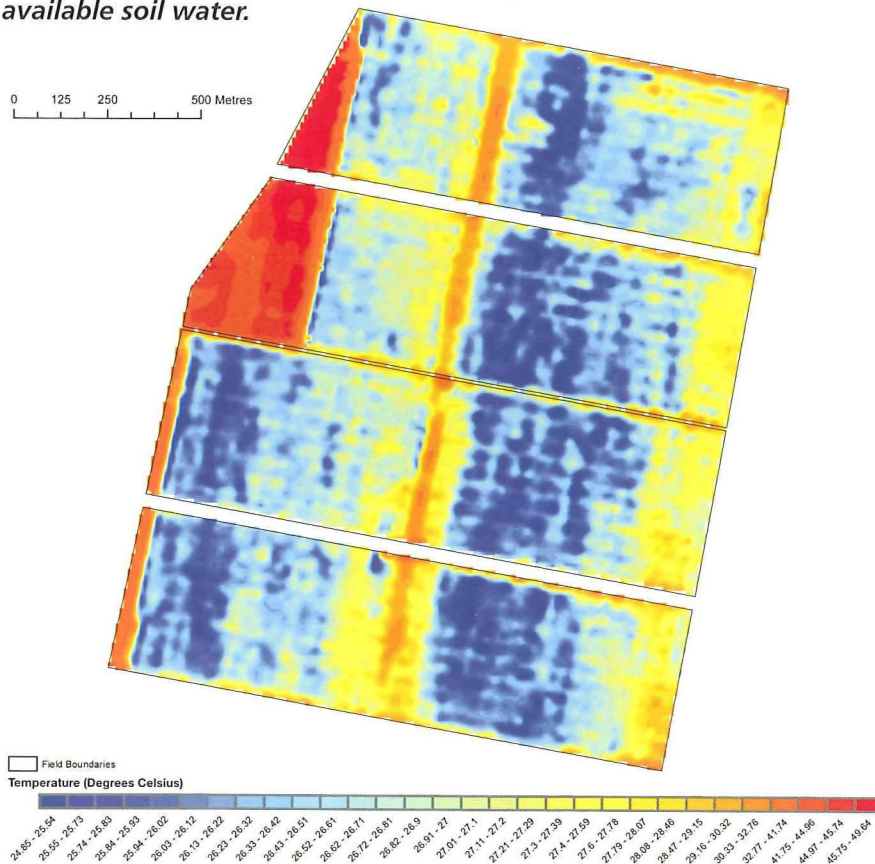 available soil water.
0 125 250 500 Metres
Field Boundaries
Temperature (Degrees Celsius)
24.85 - 25.54
25.55 - 25.73
25.74 - 25.83
25.84 - 25.93
25.94 - 26.02
26.03 - 26.12
26.13 - 26.22
26.23 - 26.32
26.33 - 26.42
26.43 - 26.51
26.52 - 26.61
26.62 - 26.71
26.72 - 26.81
26.82 - 26.9
26.91 - 27
27.01 - 27.1
27.11 - 27.2
27.21 - 27.29
27.3 - 27.39
27.4 - 27.59
27.6 - 27.78
27.79 - 28.07
28.08 - 28.46
28.47 - 29.15
29.16 - 30.32
30.33 - 32.76
32.77 - 41.74
41.75 - 44.96
44.97 - 45.74
45.75 - 49.64